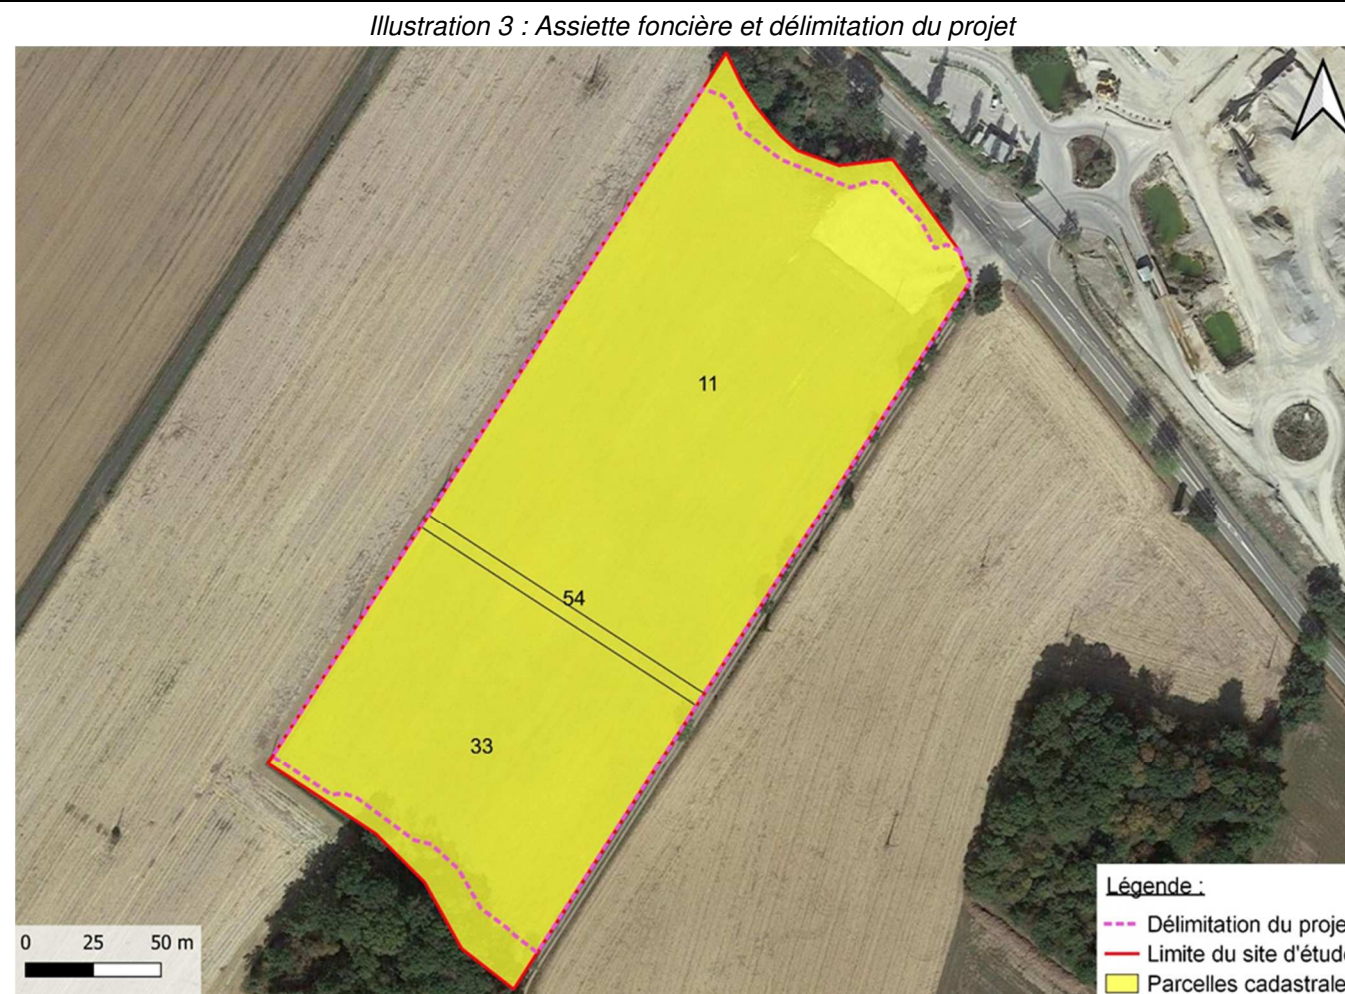 Illustration 3 : Assiette foncière et délimitation du projet
11
54
33
0 25 50 m
Légende :
Délimitation du proje
Limite du site d'étud
Parcelles cadastrale